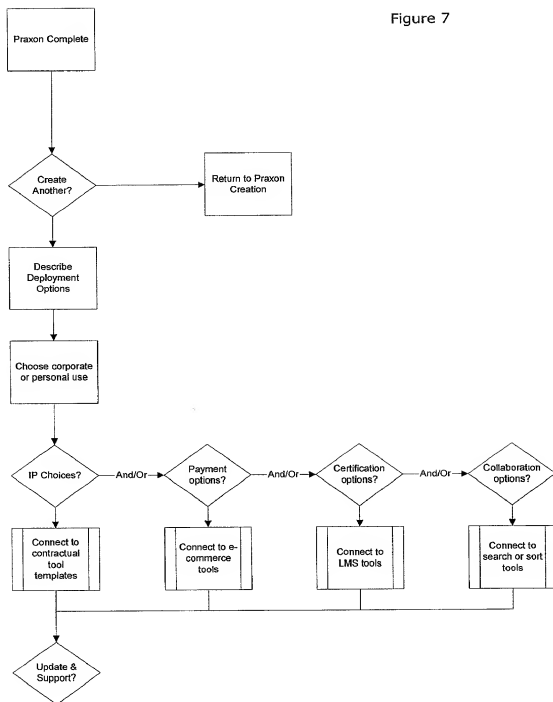 Figure 7
Praxon Complete
Create
Another?
Return to Praxon
Creation
Describe
Deployment
Options
Choose corporate
or personal use
IP Choices?
And/Or
Payment
options?
And/Or
Certification
options?
And/Or
Collaboration
options?
Connect to
contractual
tool
templates
Connect to e-
commerce
tools
Connect to
LMS tools
Connect to
search or sort
tools
Update &
Support?